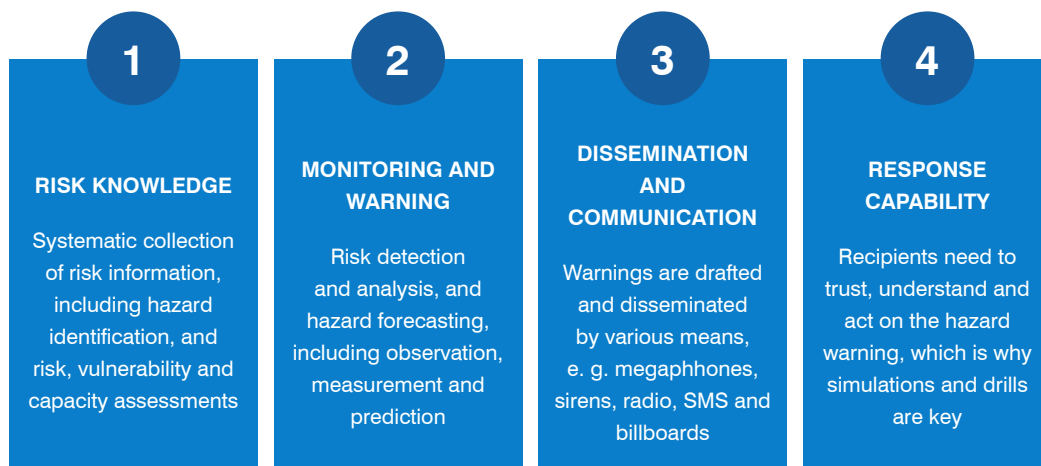 1
RISK KNOWLEDGE
Systematic collection
of risk information,
including hazard
identification, and
risk, vulnerability and
capacity assessments
2
MONITORING AND
WARNING
Risk detection
and analysis, and
hazard forecasting,
including observation,
measurement and
prediction
3
DISSEMINATION
AND
COMMUNICATION
Warnings are drafted
and disseminated
by various means,
e. g. megaphhones,
sirens, radio, SMS and
billboards
4
RESPONSE
CAPABILITY
Recipients need to
trust, understand and
act on the hazard
warning, which is why
simulations and drills
are key